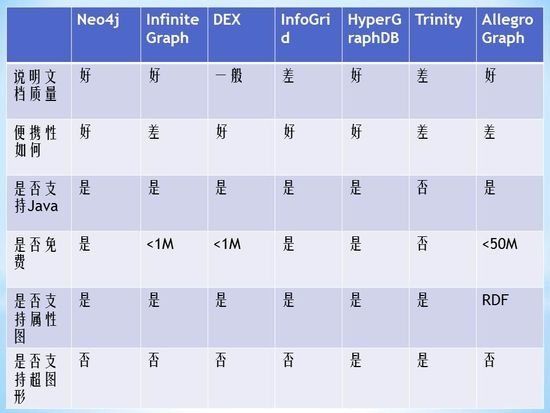 Neo4j Infinite DEX InfoGri HyperG Trinity Allegro
Graph d raphDB Graph
说明文 好 好 一般 差 好 差 好
档质量
便携性 好 差 好 好 好 差 差
如何
是否支 是 是 是 是 是 否 是
持Java
是否免 是 <1M <1M 是 是 否 <50M
费
是否支 是 是 是 是 是 是 RDF
持属性
图
是否支 否 否 否 否 是 是 否
持超图
形